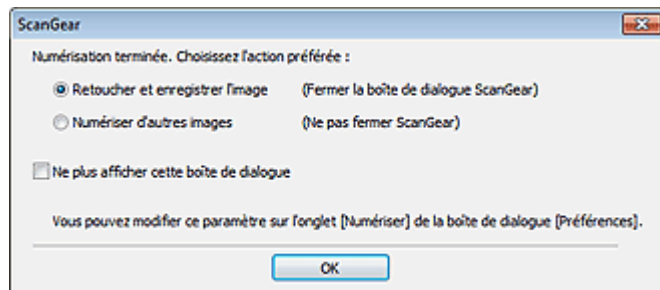 ScanGear
Numérisation terminée. Choisissez l'action préférée :
Retoucher et enregistrer l'image (Fermer la boîte de dialogue ScanGear)
Numériser d'autres images (Ne pas fermer ScanGear)
Ne plus afficher cette boîte de dialogue
Vous pouvez modifier ce paramètre sur l'onglet [Numériser] de la boîte de dialogue [Préférences].
OK